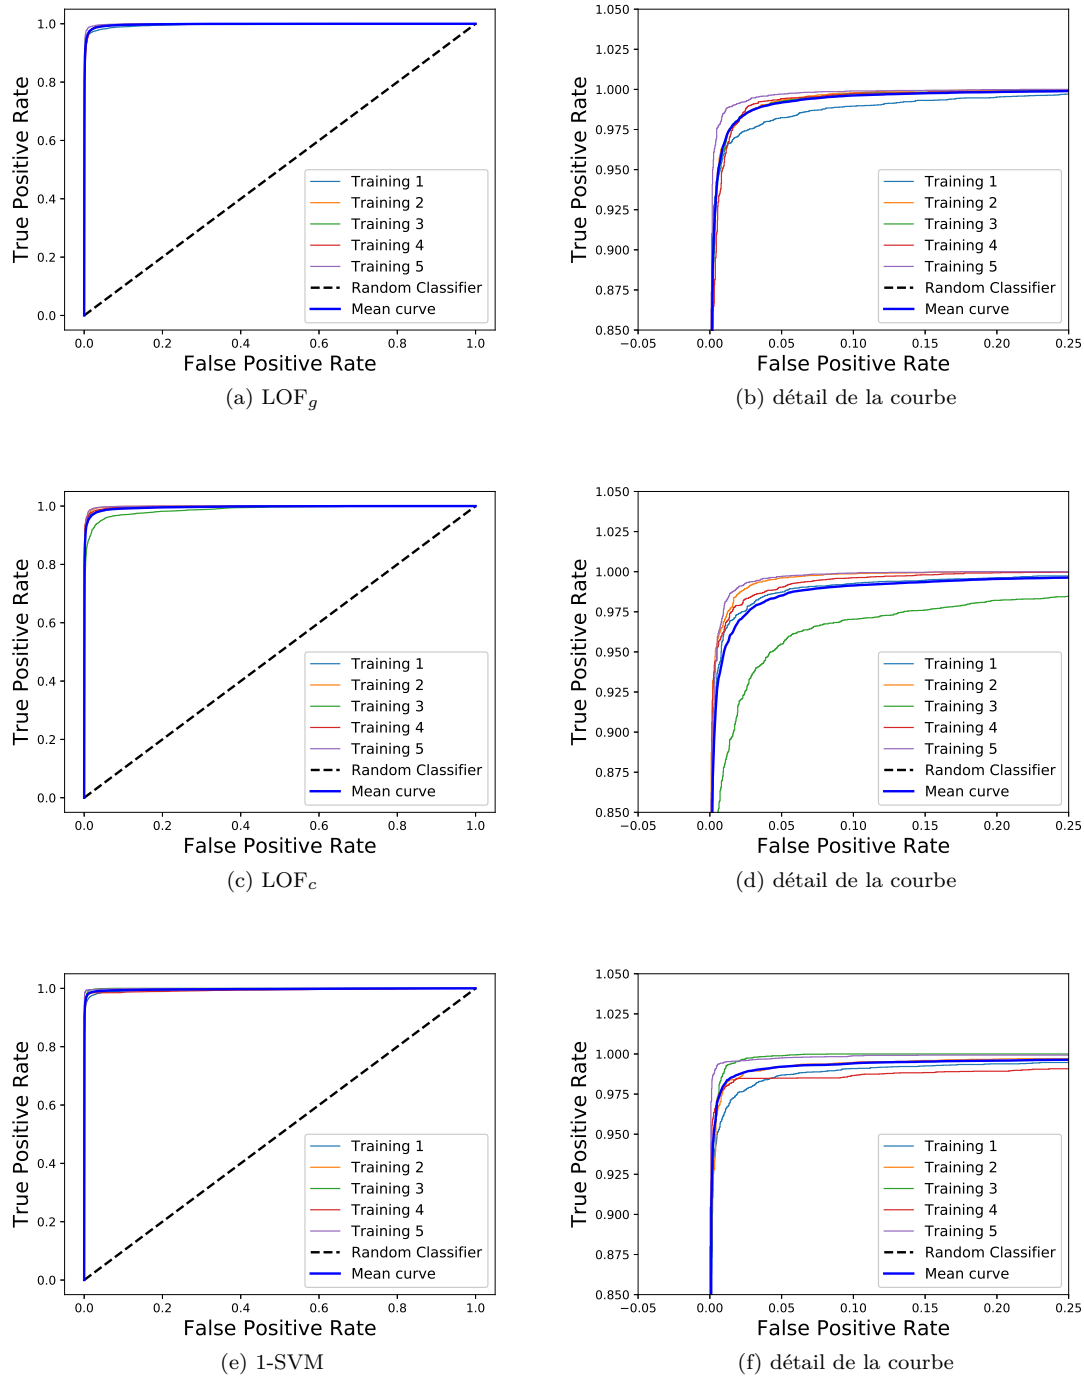 1.0
0.8
0.6
0.4
0.2
0.0
True Positive Rate
Training 1
Training 2
Training 3
Training 4
Training 5
Random Classifier
Mean curve
0.0 0.2 0.4 0.6 0.8 1.0
False Positive Rate
(a) LOFg
1.050
1.025
1.000
0.975
0.950
0.925
0.900
0.875
0.850
True Positive Rate
Training 1
Training 2
Training 3
Training 4
Training 5
Random Classifier
Mean curve
−0.05 0.00 0.05 0.10 0.15 0.20 0.25
False Positive Rate
(b) détail de la courbe
1.0
0.8
0.6
0.4
0.2
0.0
True Positive Rate
Training 1
Training 2
Training 3
Training 4
Training 5
Random Classifier
Mean curve
0.0 0.2 0.4 0.6 0.8 1.0
False Positive Rate
(c) LOFc
1.050
1.025
1.000
0.975
0.950
0.925
0.900
0.875
0.850
True Positive Rate
Training 1
Training 2
Training 3
Training 4
Training 5
Random Classifier
Mean curve
−0.05 0.00 0.05 0.10 0.15 0.20 0.25
False Positive Rate
(d) détail de la courbe
1.0
0.8
0.6
0.4
0.2
0.0
True Positive Rate
Training 1
Training 2
Training 3
Training 4
Training 5
Random Classifier
Mean curve
0.0 0.2 0.4 0.6 0.8 1.0
False Positive Rate
(e) 1-SVM
1.050
1.025
1.000
0.975
0.950
0.925
0.900
0.875
0.850
True Positive Rate
Training 1
Training 2
Training 3
Training 4
Training 5
Random Classifier
Mean curve
−0.05 0.00 0.05 0.10 0.15 0.20 0.25
False Positive Rate
(f) détail de la courbe